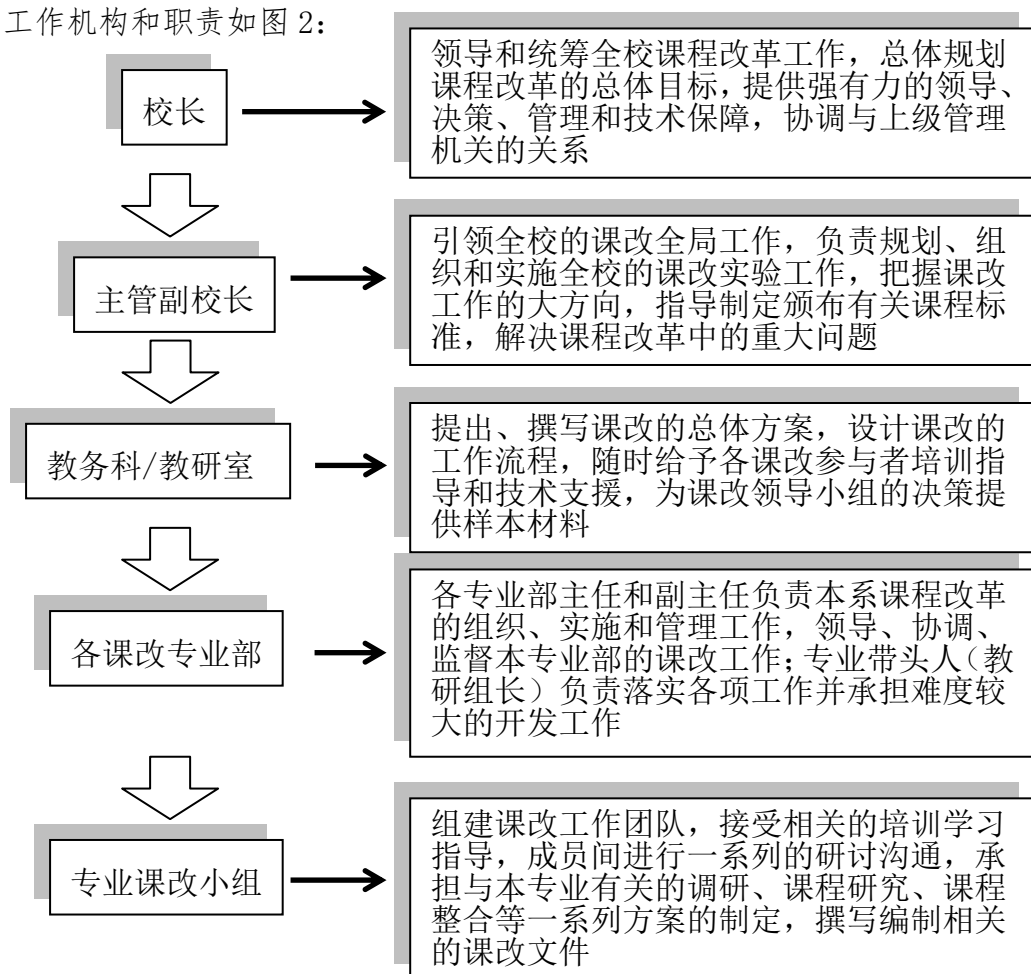 工作机构和职责如图 2：
校长
领导和统筹全校课程改革工作，总体规划
课程改革的总体目标，提供强有力的领导、
决策、管理和技术保障，协调与上级管理
机关的关系
主管副校长
引领全校的课改全局工作，负责规划、组
织和实施全校的课改实验工作，把握课改
工作的大方向，指导制定颁布有关课程标
准，解决课程改革中的重大问题
教务科/教研室
提出、撰写课改的总体方案，设计课改的
工作流程，随时给予各课改参与者培训指
导和技术支援，为课改领导小组的决策提
供样本材料
各课改专业部
各专业部主任和副主任负责本系课程改革
的组织、实施和管理工作，领导、协调、
监督本专业部的课改工作；专业带头人（教
研组长）负责落实各项工作并承担难度较
大的开发工作
专业课改小组
组建课改工作团队，接受相关的培训学习
指导，成员间进行一系列的研讨沟通，承
担与本专业有关的调研、课程研究、课程
整合等一系列方案的制定，撰写编制相关
的课改文件